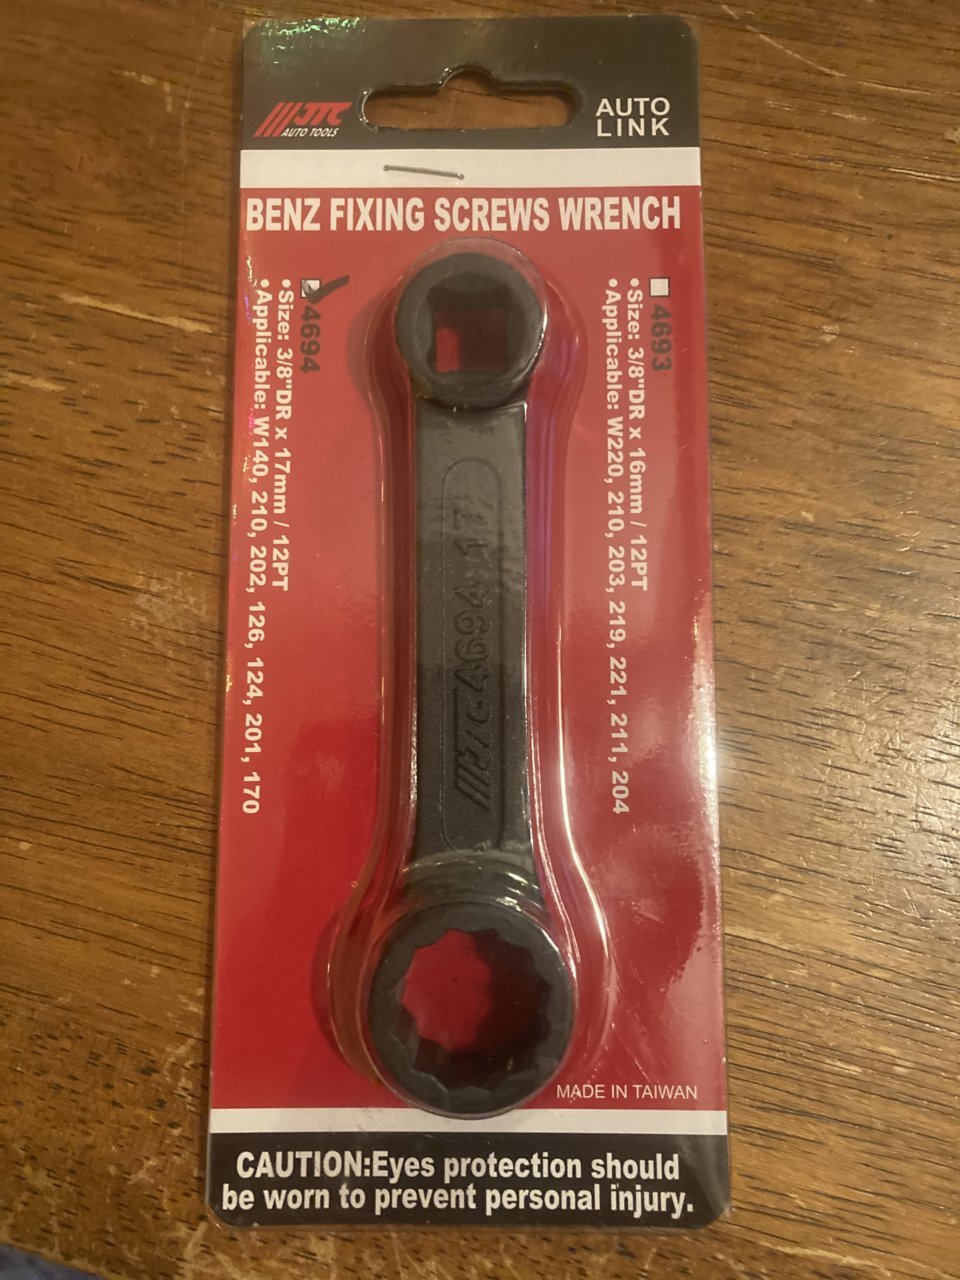 JTC
AUTO TOOLS
AUTO
LINK
BENZ FIXING SCREWS WRENCH
4694
•Size: 3/8"DR x 17mm / 12PT
•Applicable: W140, 210, 202, 126, 124, 201, 170
4693
•Size: 3/8"DR x 16mm / 12PT
•Applicable: W220, 210, 203, 219, 221, 211, 204
JTC 4694 17
MADE IN TAIWAN
CAUTION:Eyes protection should
be worn to prevent personal injury.